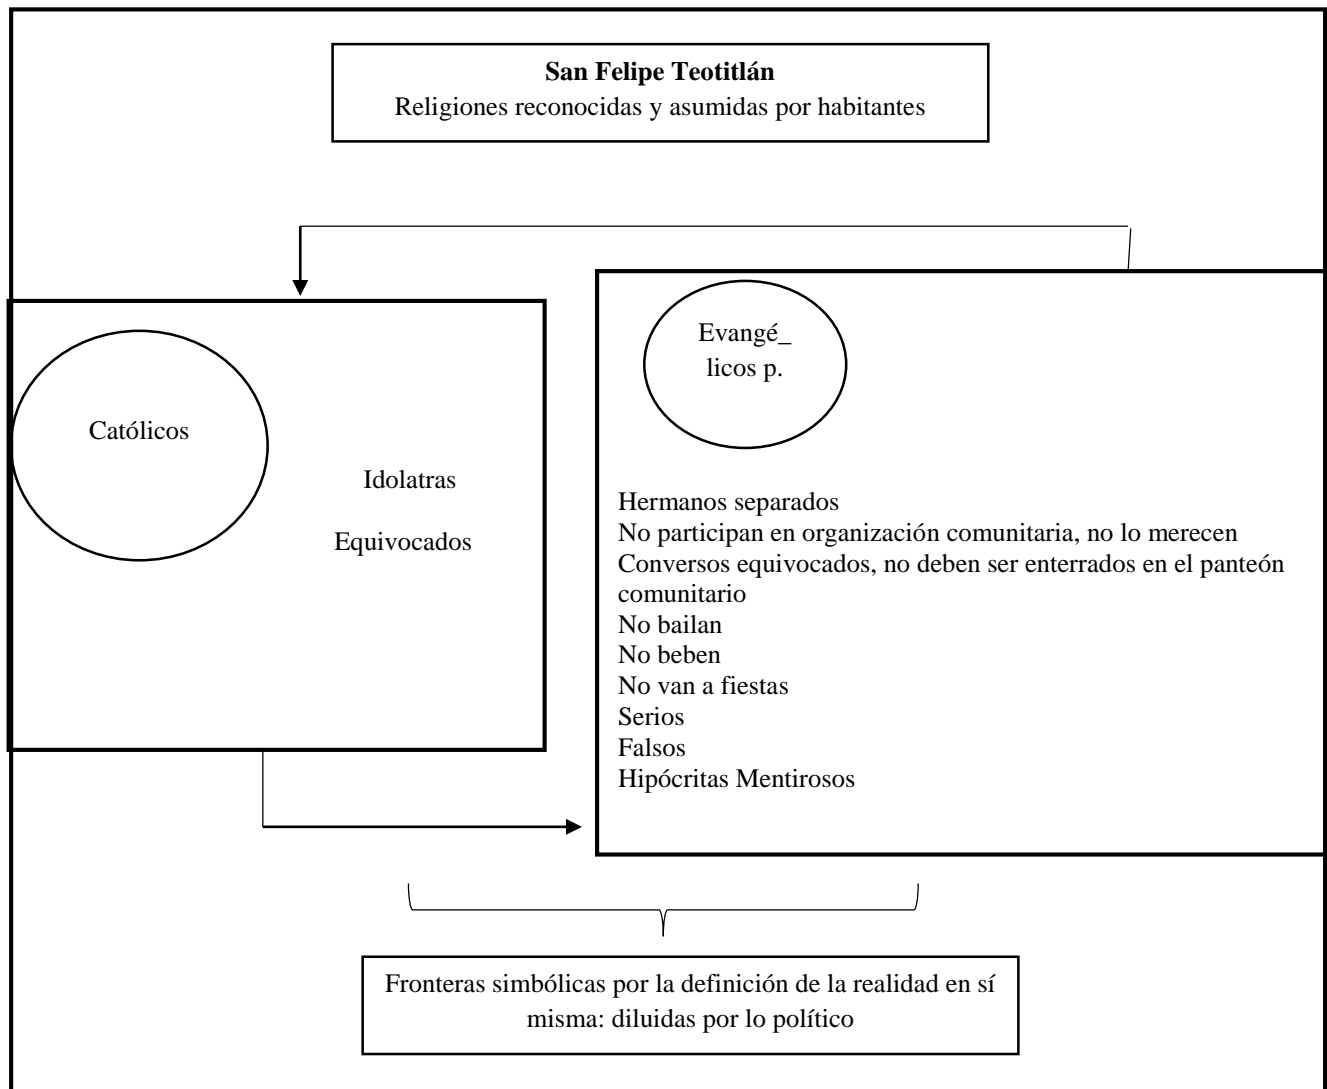 San Felipe Teotitlán
Religiones reconocidas y asumidas por habitantes
Católicos
Idolatras
Equivocados
Evangé_
licos p.
Hermanos separados
No participan en organización comunitaria, no lo merecen
Conversos equivocados, no deben ser enterrados en el panteón
comunitario
No bailan
No beben
No van a fiestas
Serios
Falsos
Hipócritas Mentirosos
Fronteras simbólicas por la definición de la realidad en sí
misma: diluidas por lo político